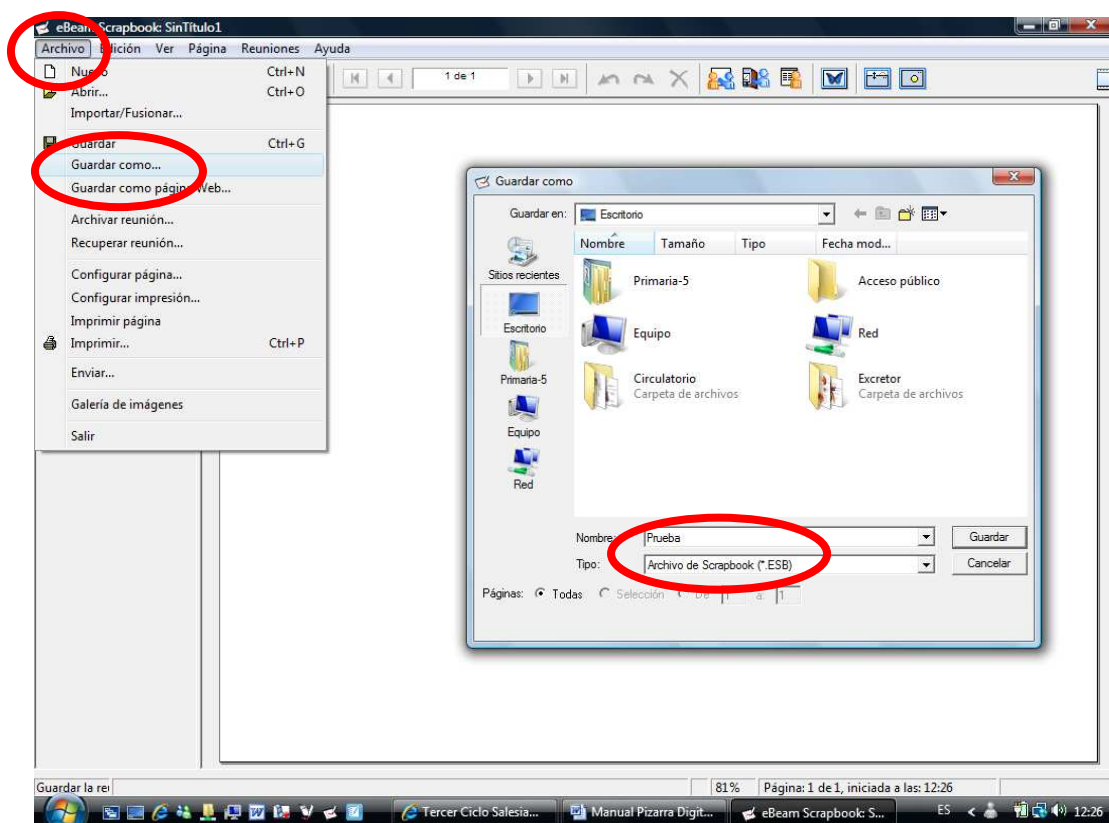 eBeam Scrapbook: SinTítulo1
Archivo Edición Ver Página Reuniones Ayuda
Nuevo Ctrl+N
Abrir... Ctrl+O
Importar/Fusionar...
Guardar Ctrl+G
Guardar como...
Guardar como página Web...
Archivar reunión...
Recuperar reunión...
Configurar página...
Configurar impresión...
Imprimir página
Imprimir... Ctrl+P
Enviar...
Galería de imágenes
Salir
1 de 1
Guardar como
Guardar en: Escritorio
Nombre Tamaño Tipo Fecha mod...
Sitios recientes
Escritorio
Primaria-5
Equipo
Red
Primaria-5 Acceso público
Equipo Red
Circulatorio Excretor
Carpeta de archivos Carpeta de archivos
Nombre: Prueba Guardar
Tipo: Archivo de Scrapbook (*.ESB) Cancelar
Páginas: Todas Selección De 1 a: 1
Guardar la rei 81% Página: 1 de 1, iniciada a las: 12:26
Tercer Ciclo Salesia... Manual Pizarra Digit... eBeam Scrapbook: S... ES 12:26